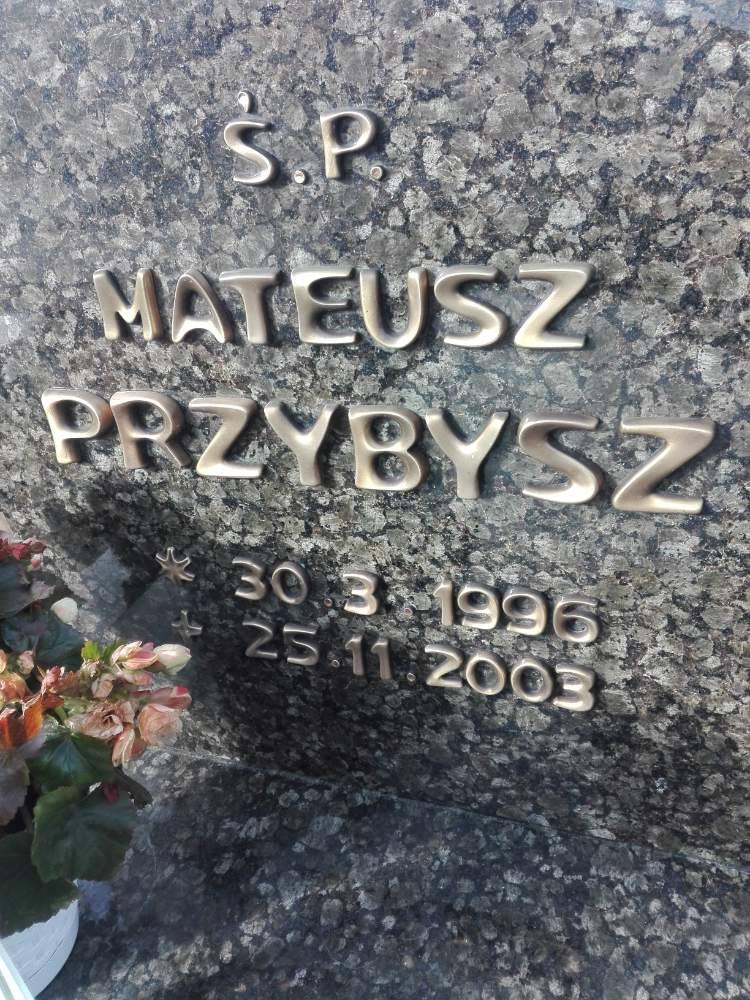 Ś.P.
MATEUSZ
PRZYBYSZ
* 30.3.1996
+ 25.11.2003